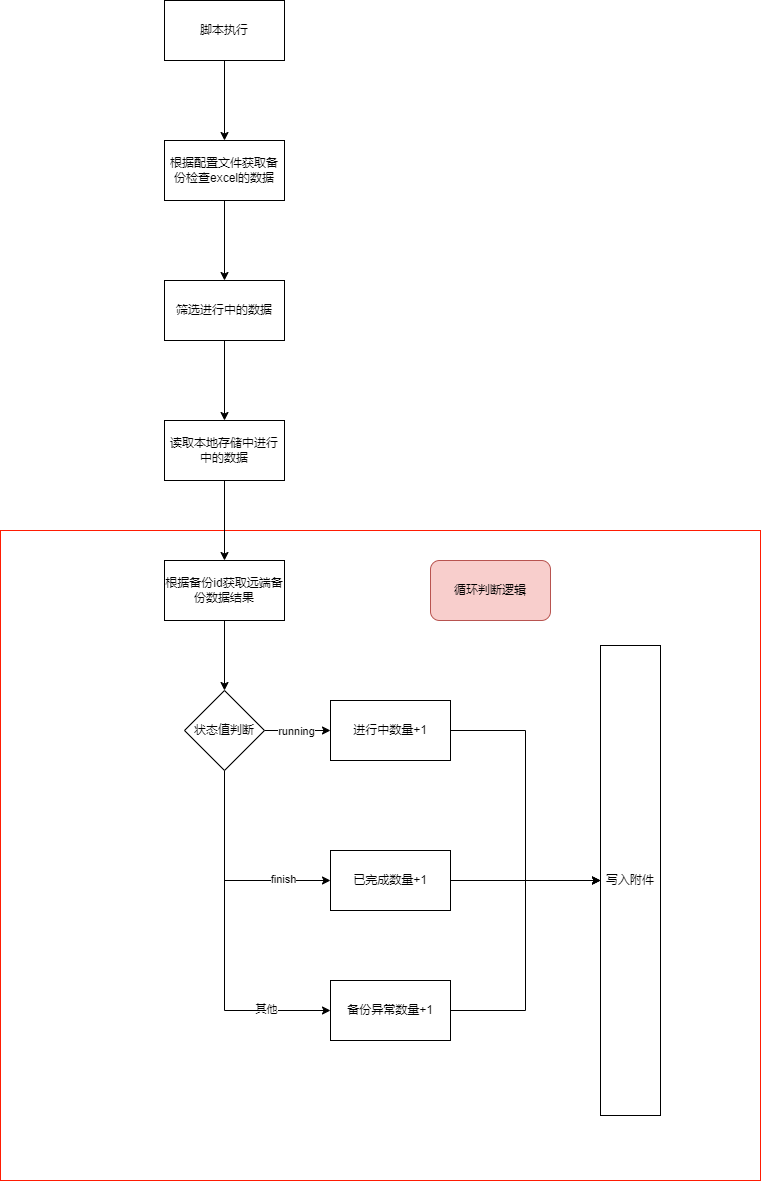 脚本执行
根据配置文件获取备
份检查excel的数据
筛选进行中的数据
读取本地存储中进行
中的数据
根据备份id获取远端备
份数据结果
循环判断逻辑
状态值判断
running
进行中数量+1
finish
已完成数量+1
写入附件
其他
备份异常数量+1